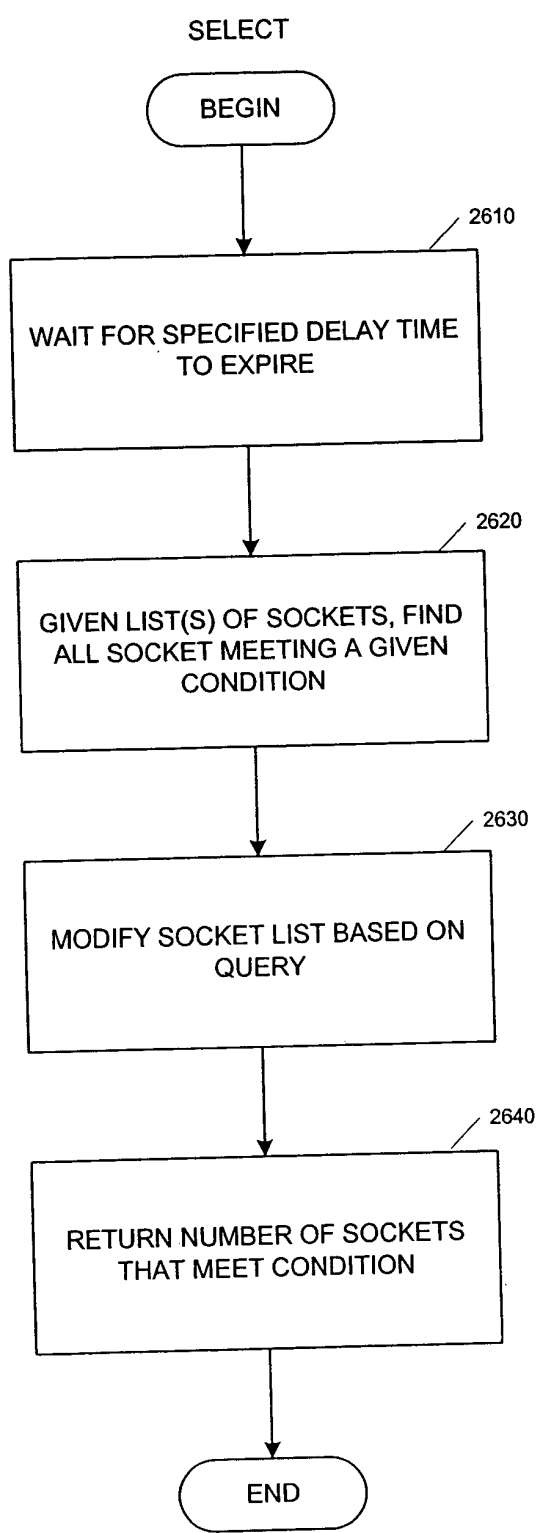 SELECT
BEGIN
2610
WAIT FOR SPECIFIED DELAY TIME
TO EXPIRE
2620
GIVEN LIST(S) OF SOCKETS, FIND
ALL SOCKET MEETING A GIVEN
CONDITION
2630
MODIFY SOCKET LIST BASED ON
QUERY
2640
RETURN NUMBER OF SOCKETS
THAT MEET CONDITION
END